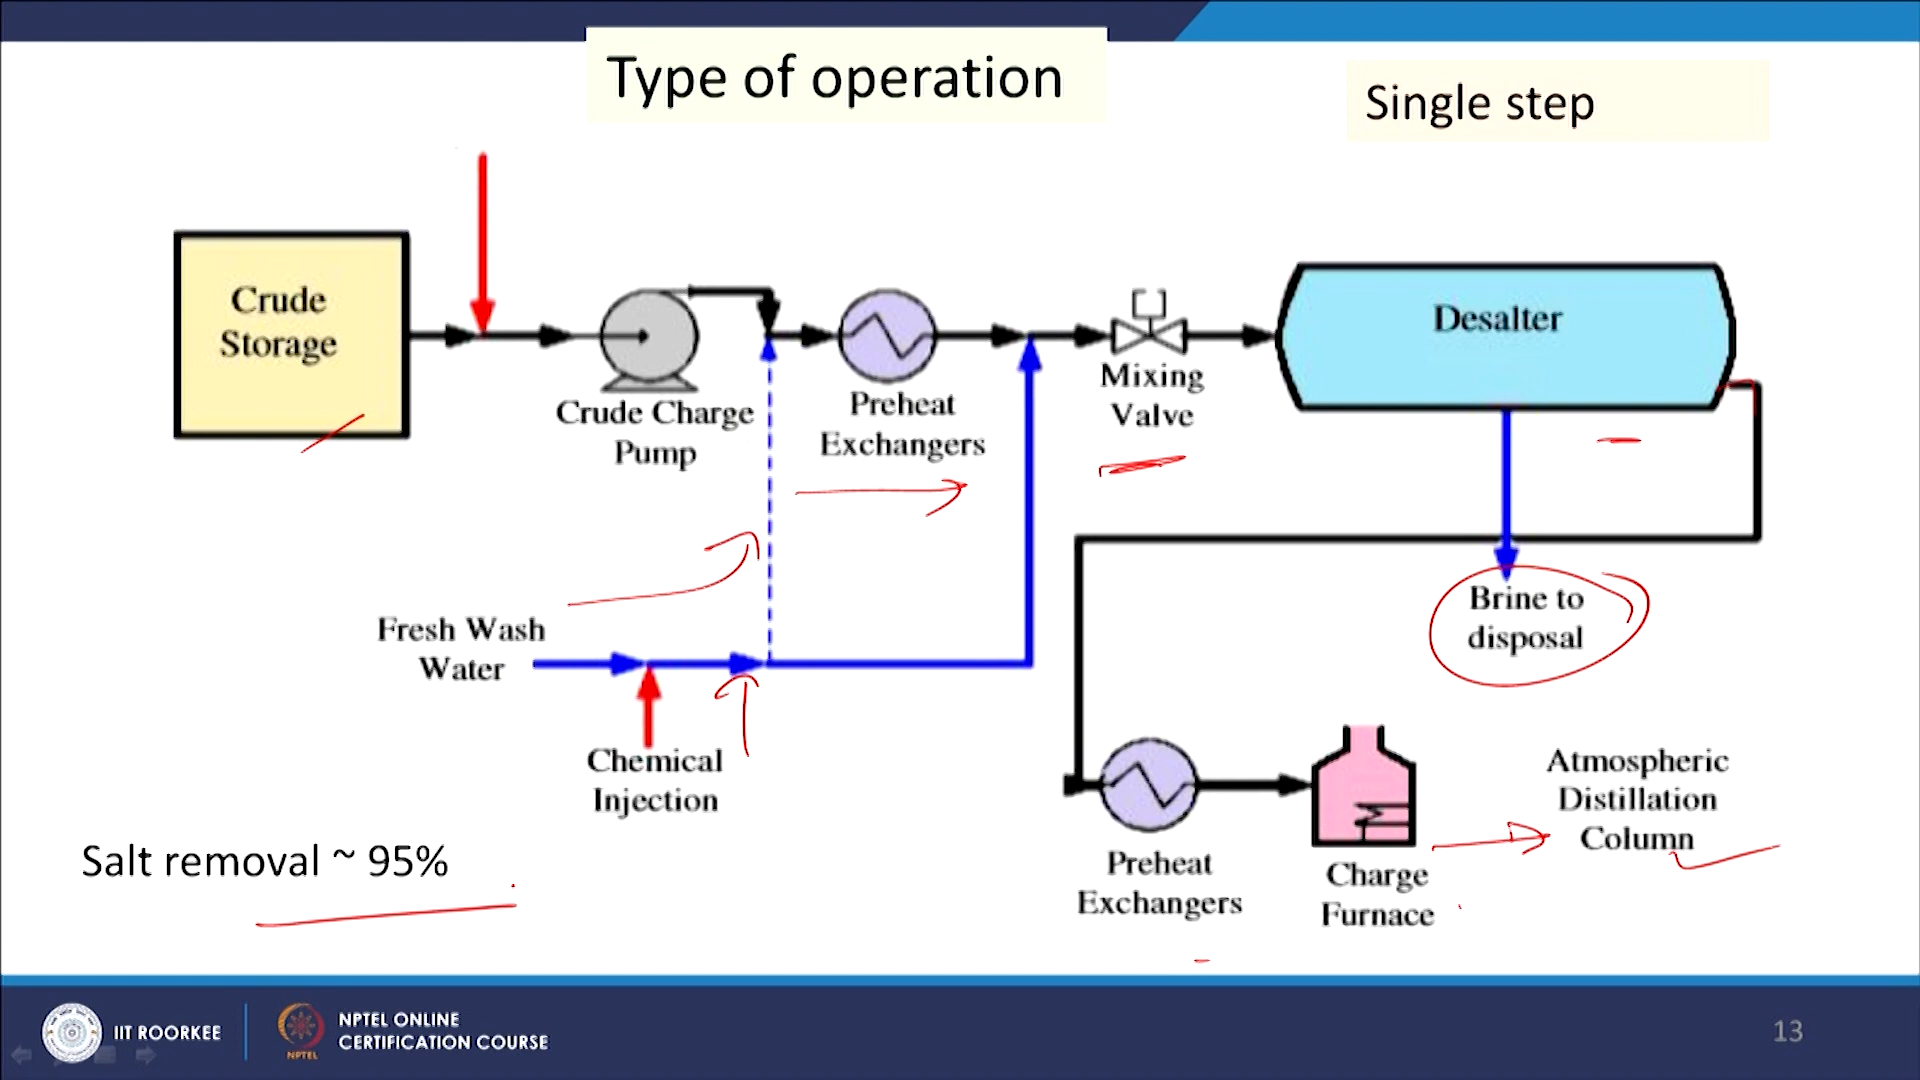 Type of operation
Single step
Crude
Storage
Crude Charge
Pump
Preheat
Exchangers
Mixing
Valve
Desalter
Fresh Wash
Water
Chemical
Injection
Brine to
disposal
Preheat
Exchangers
Charge
Furnace
Atmospheric
Distillation
Column
Salt removal ~ 95%
IIT ROORKEE
NPTEL
NPTEL ONLINE
CERTIFICATION COURSE
13